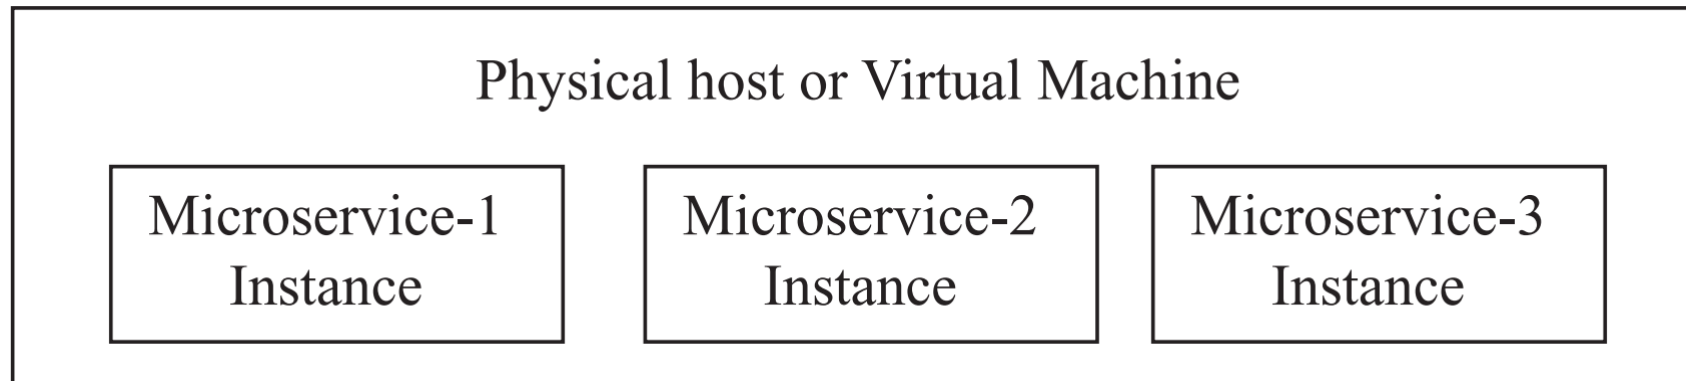 Physical host or Virtual Machine
Microservice-1
Instance
Microservice-2
Instance
Microservice-3
Instance